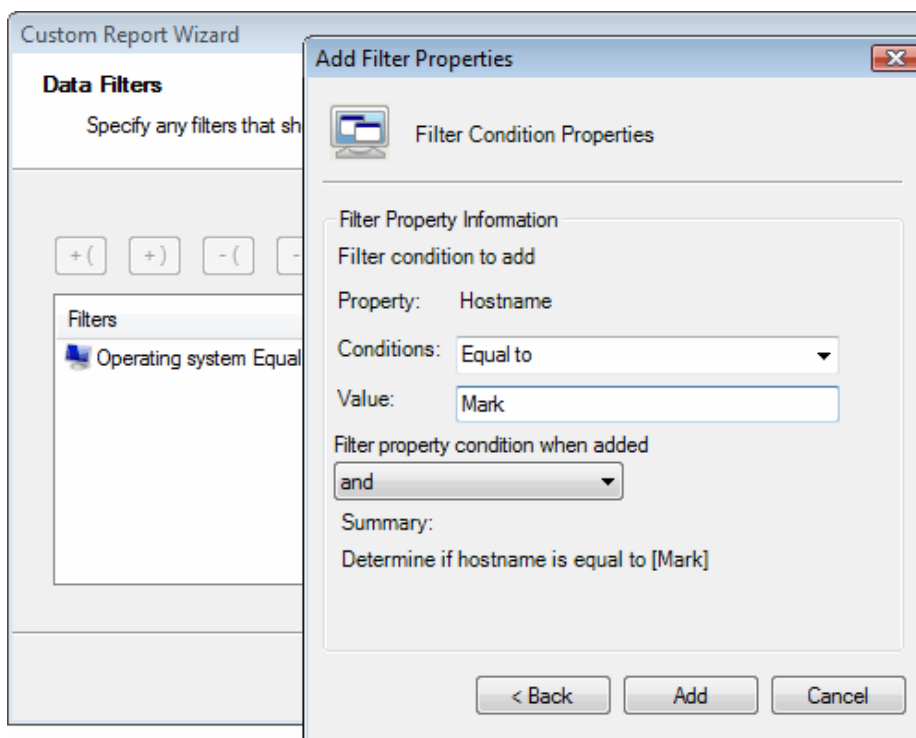 Custom Report Wizard
Data Filters
Specify any filters that sh
+ (
+ )
- (
-
Filters
Operating system Equal
Add Filter Properties
Filter Condition Properties
Filter Property Information
Filter condition to add
Property: Hostname
Conditions: Equal to
Value: Mark
Filter property condition when added
and
Summary:
Determine if hostname is equal to [Mark]
< Back
Add
Cancel